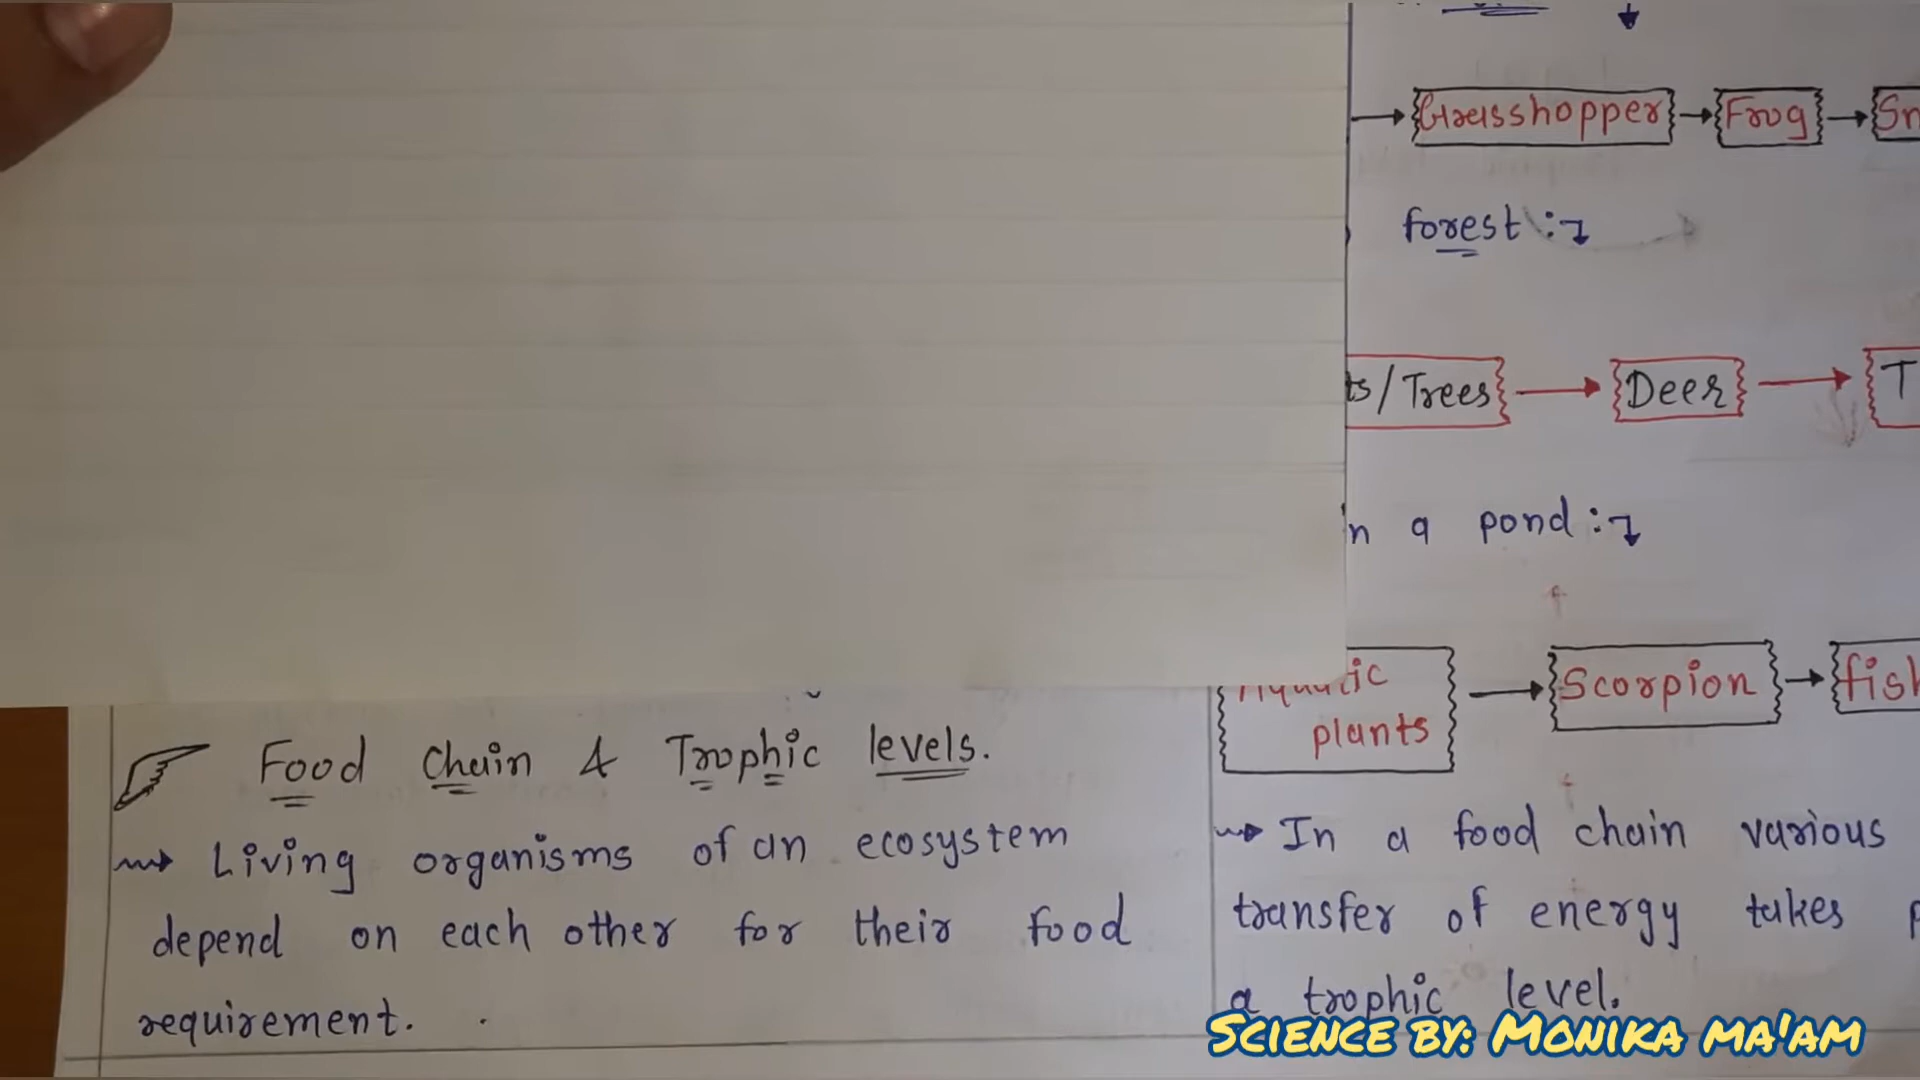 Grasshopper Frog
forest :
/ Trees Deer
a pond :
Scorpion
plants
Food Chain & Trophic levels.
Living organisms of an ecosystem
depend on each other for their food
requirement.
In a food chain various
transfer of energy takes
a trophic level.
SCIENCE BY: MONIKA MA'AM